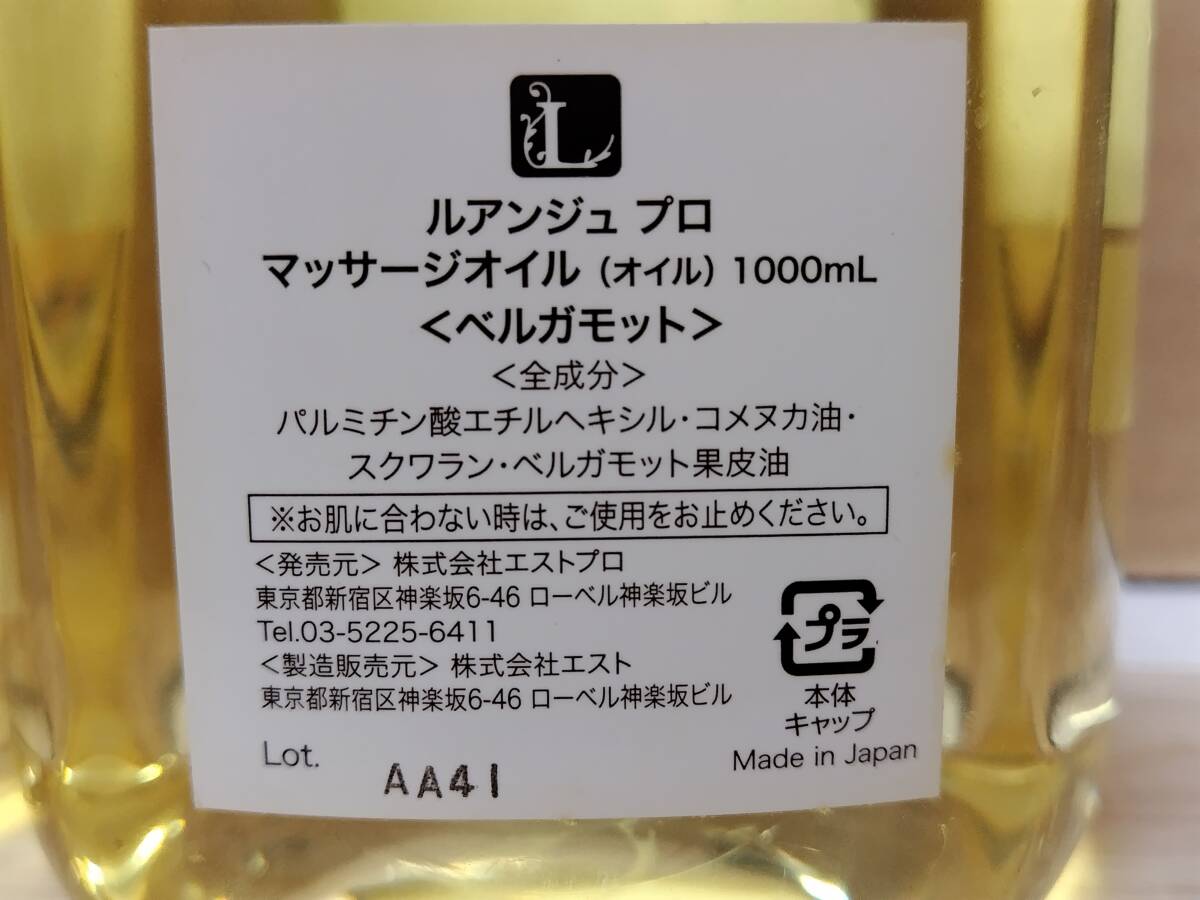 L
ルアンジュ プロ
マッサージオイル (オイル) 1000mL
＜ベルガモット＞
＜全成分＞
パルミチン酸エチルヘキシル・コメヌカ油・
スクワラン・ベルガモット果皮油
※お肌に合わない時は、ご使用をお止めください。
＜発売元＞ 株式会社エストプロ
東京都新宿区神楽坂6-46 ローベル神楽坂ビル
Tel.03-5225-6411
＜製造販売元＞ 株式会社エスト
東京都新宿区神楽坂6-46 ローベル神楽坂ビル
プラ
本体
キャップ
Lot. AA41
Made in Japan